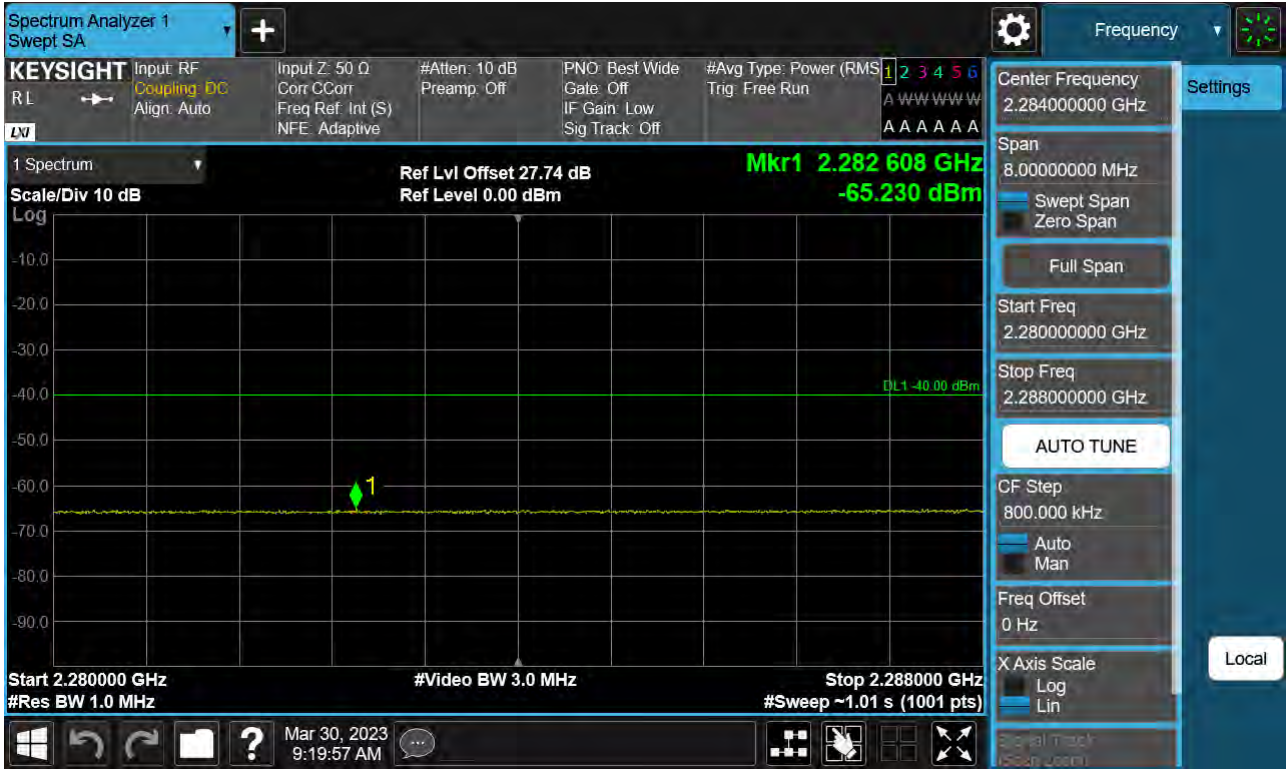 Spectrum Analyzer 1
Swept SA
Frequency
KEYSIGHT
R L
LXI
Input: RF
Coupling: DC
Align: Auto
Input Z: 50 Ω
Corr CCorr
Freq Ref: Int (S)
NFE: Adaptive
#Atten: 10 dB
Preamp: Off
PNO: Best Wide
Gate: Off
IF Gain: Low
Sig Track: Off
#Avg Type: Power (RMS
Trig: Free Run
1 2 3 4 5 6
A W W W W W
A A A A A A
Center Frequency
2.284000000 GHz
Settings
Span
8.00000000 MHz
Swept Span
Zero Span
Full Span
Start Freq
2.280000000 GHz
Stop Freq
2.288000000 GHz
AUTO TUNE
CF Step
800.000 kHz
Auto
Man
Freq Offset
0 Hz
X Axis Scale
Log
Lin
Local
1 Spectrum
Scale/Div 10 dB
Log
Ref Lvl Offset 27.74 dB
Ref Level 0.00 dBm
Mkr1 2.282 608 GHz
-65.230 dBm
-10.0
-20.0
-30.0
-40.0
DL1 -40.00 dBm
-50.0
-60.0
1
-70.0
-80.0
-90.0
Start 2.280000 GHz
#Res BW 1.0 MHz
#Video BW 3.0 MHz
Stop 2.288000 GHz
#Sweep ~1.01 s (1001 pts)
?
Mar 30, 2023
9:19:57 AM